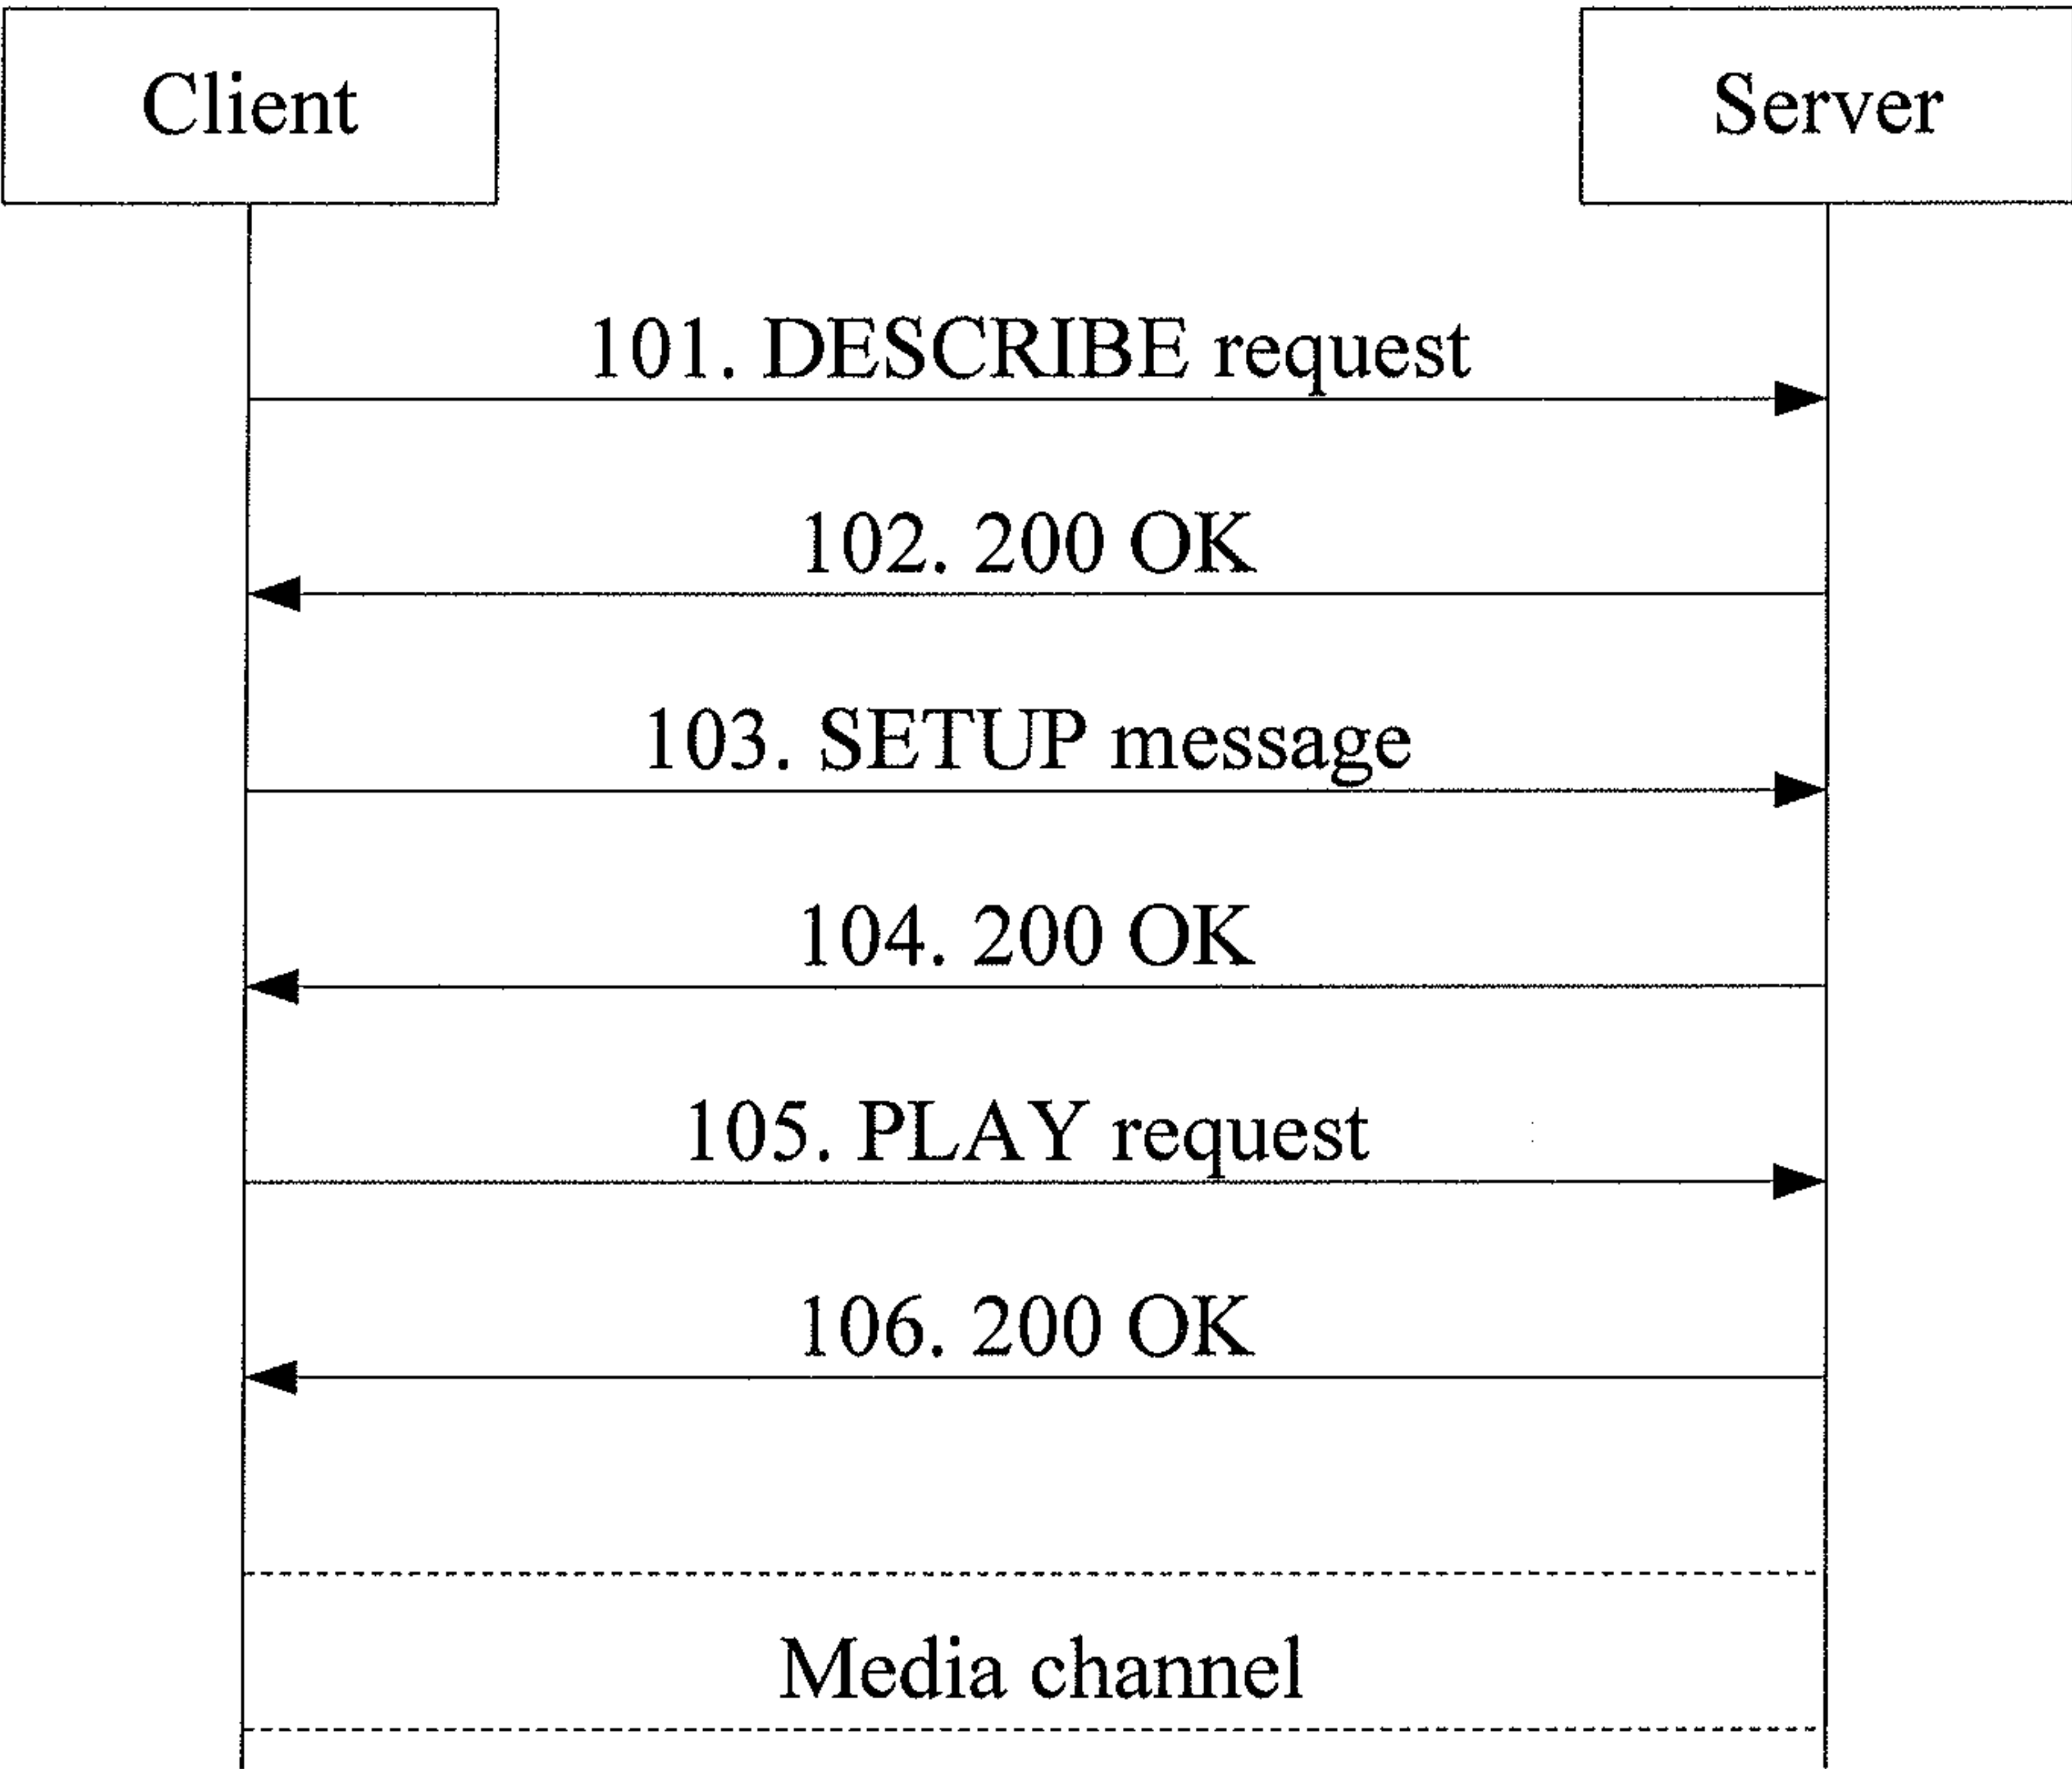 Client
Server
101. DESCRIBE request
102. 200 OK
103. SETUP message
104. 200 OK
105. PLAY request
106. 200 OK
Media channel